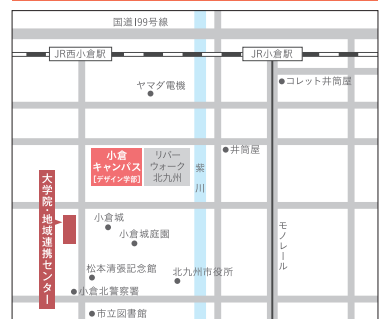 国道199号線
JR西小倉駅
JR小倉駅
ヤマダ電機
コレット井筒屋
小倉
キャンパス
[デザイン学部]
リバー
ウォーク
北九州
紫川
井筒屋
大学院・地域連携センター
小倉城
小倉城庭園
モノレール
松本清張記念館
北九州市役所
小倉北警察署
市立図書館